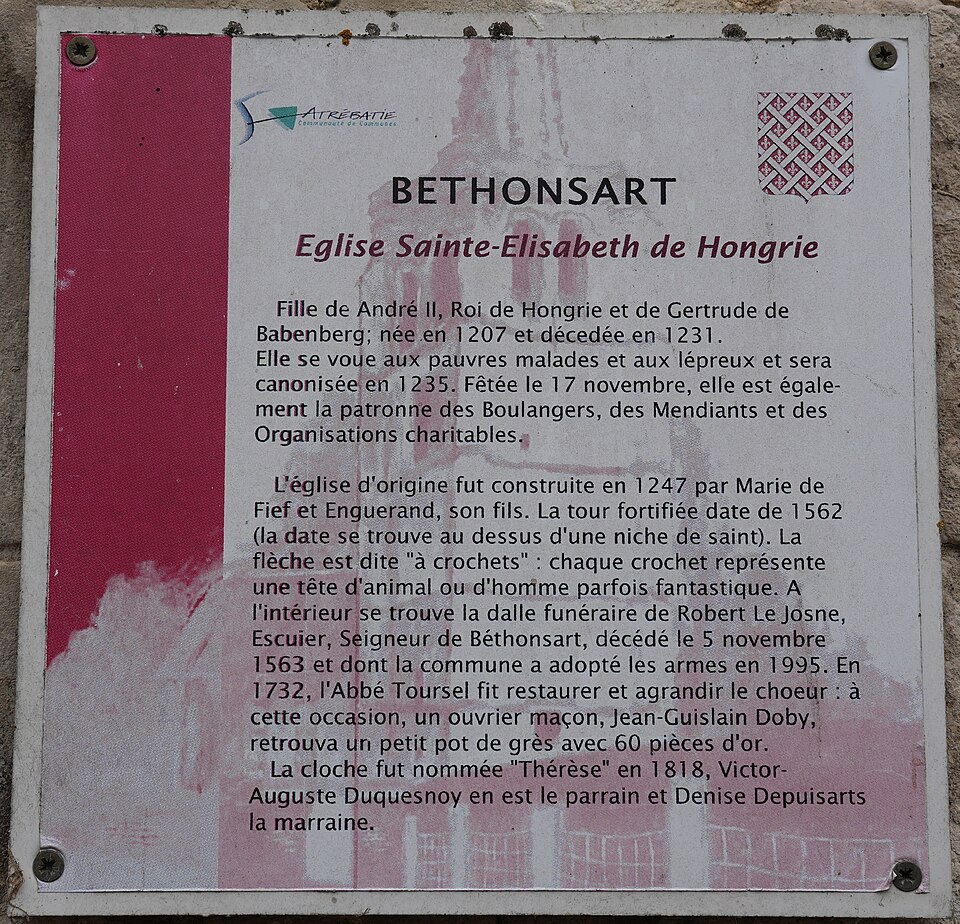 ATRÉBATIE
Communauté de Communes
BETHONSART
Eglise Sainte-Elisabeth de Hongrie
Fille de André II, Roi de Hongrie et de Gertrude de
Babenberg; née en 1207 et décedée en 1231.
Elle se voue aux pauvres malades et aux lépreux et sera
canonisée en 1235. Fêtée le 17 novembre, elle est égale-
ment la patronne des Boulangers, des Mendiants et des
Organisations charitables.
L'église d'origine fut construite en 1247 par Marie de
Fief et Enguerand, son fils. La tour fortifiée date de 1562
(la date se trouve au dessus d'une niche de saint). La
flèche est dite "à crochets" : chaque crochet représente
une tête d'animal ou d'homme parfois fantastique. A
l'intérieur se trouve la dalle funéraire de Robert Le Josne,
Escuier, Seigneur de Béthonsart, décédé le 5 novembre
1563 et dont la commune a adopté les armes en 1995. En
1732, l'Abbé Toursel fit restaurer et agrandir le choeur : à
cette occasion, un ouvrier maçon, Jean-Guislain Doby,
retrouva un petit pot de grès avec 60 pièces d'or.
La cloche fut nommée "Thérèse" en 1818, Victor-
Auguste Duquesnoy en est le parrain et Denise Depuisarts
la marraine.